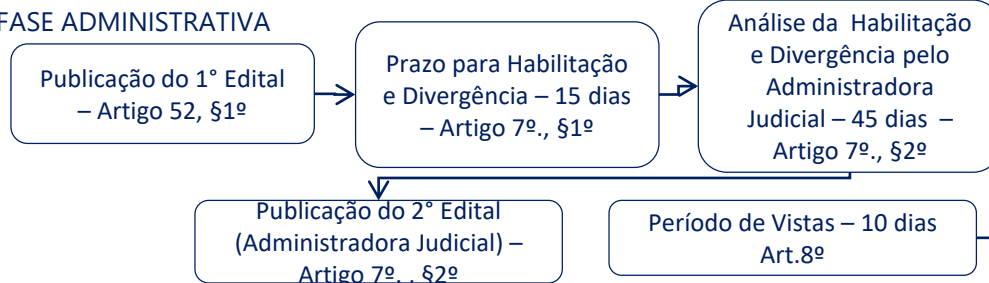 FASE ADMINISTRATIVA
Publicação do 1° Edital
– Artigo 52, §1º
Prazo para Habilitação
e Divergência – 15 dias
– Artigo 7º., §1º
Análise da Habilitação
e Divergência pelo
Administradora
Judicial – 45 dias –
Artigo 7º., §2º
Publicação do 2° Edital
(Administradora Judicial) –
Artigo 7º. , §2º
Período de Vistas – 10 dias
Art.8º